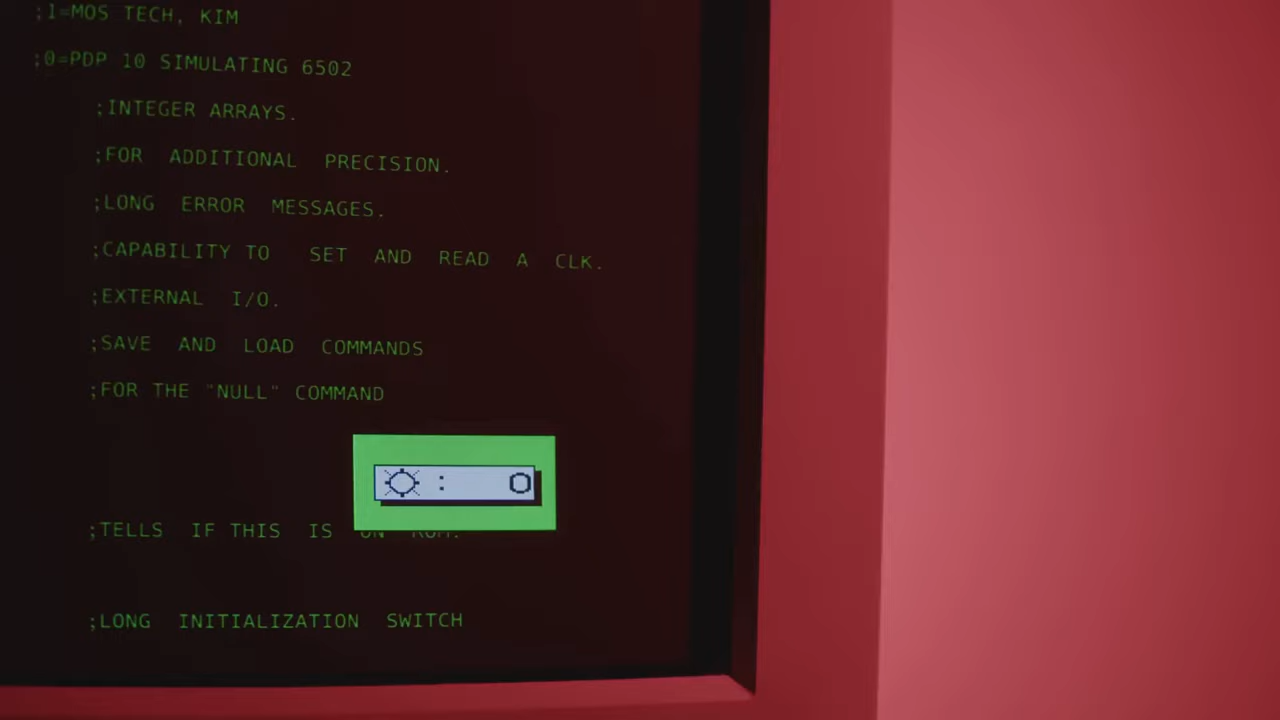 ;1=MOS TECH, KIM
;0=PDP 10 SIMULATING 6502
;INTEGER ARRAYS.
;FOR ADDITIONAL PRECISION.
;LONG ERROR MESSAGES.
;CAPABILITY TO SET AND READ A CLK.
;EXTERNAL I/O.
;SAVE AND LOAD COMMANDS
;FOR THE "NULL" COMMAND
: O
;TELLS IF THIS IS ON ROM.
;LONG INITIALIZATION SWITCH